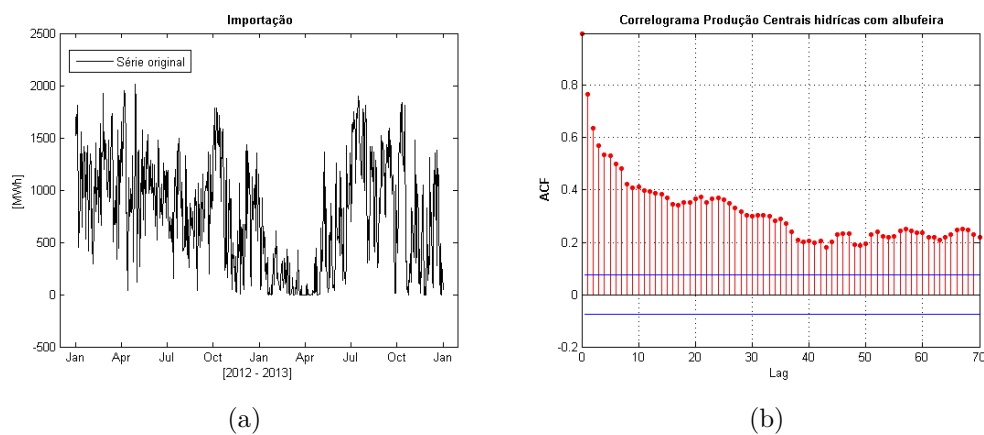 Importação
2500
2000
1500
1000
500
0
-500
[MWh]
Série original
Jan Apr Jul Oct Jan Apr Jul Oct Jan
[2012 - 2013]
(a)
Correlograma Produção Centrais hidrícas com albufeira
0.8
0.6
0.4
0.2
0
-0.2
ACF
0 10 20 30 40 50 60 70
Lag
(b)